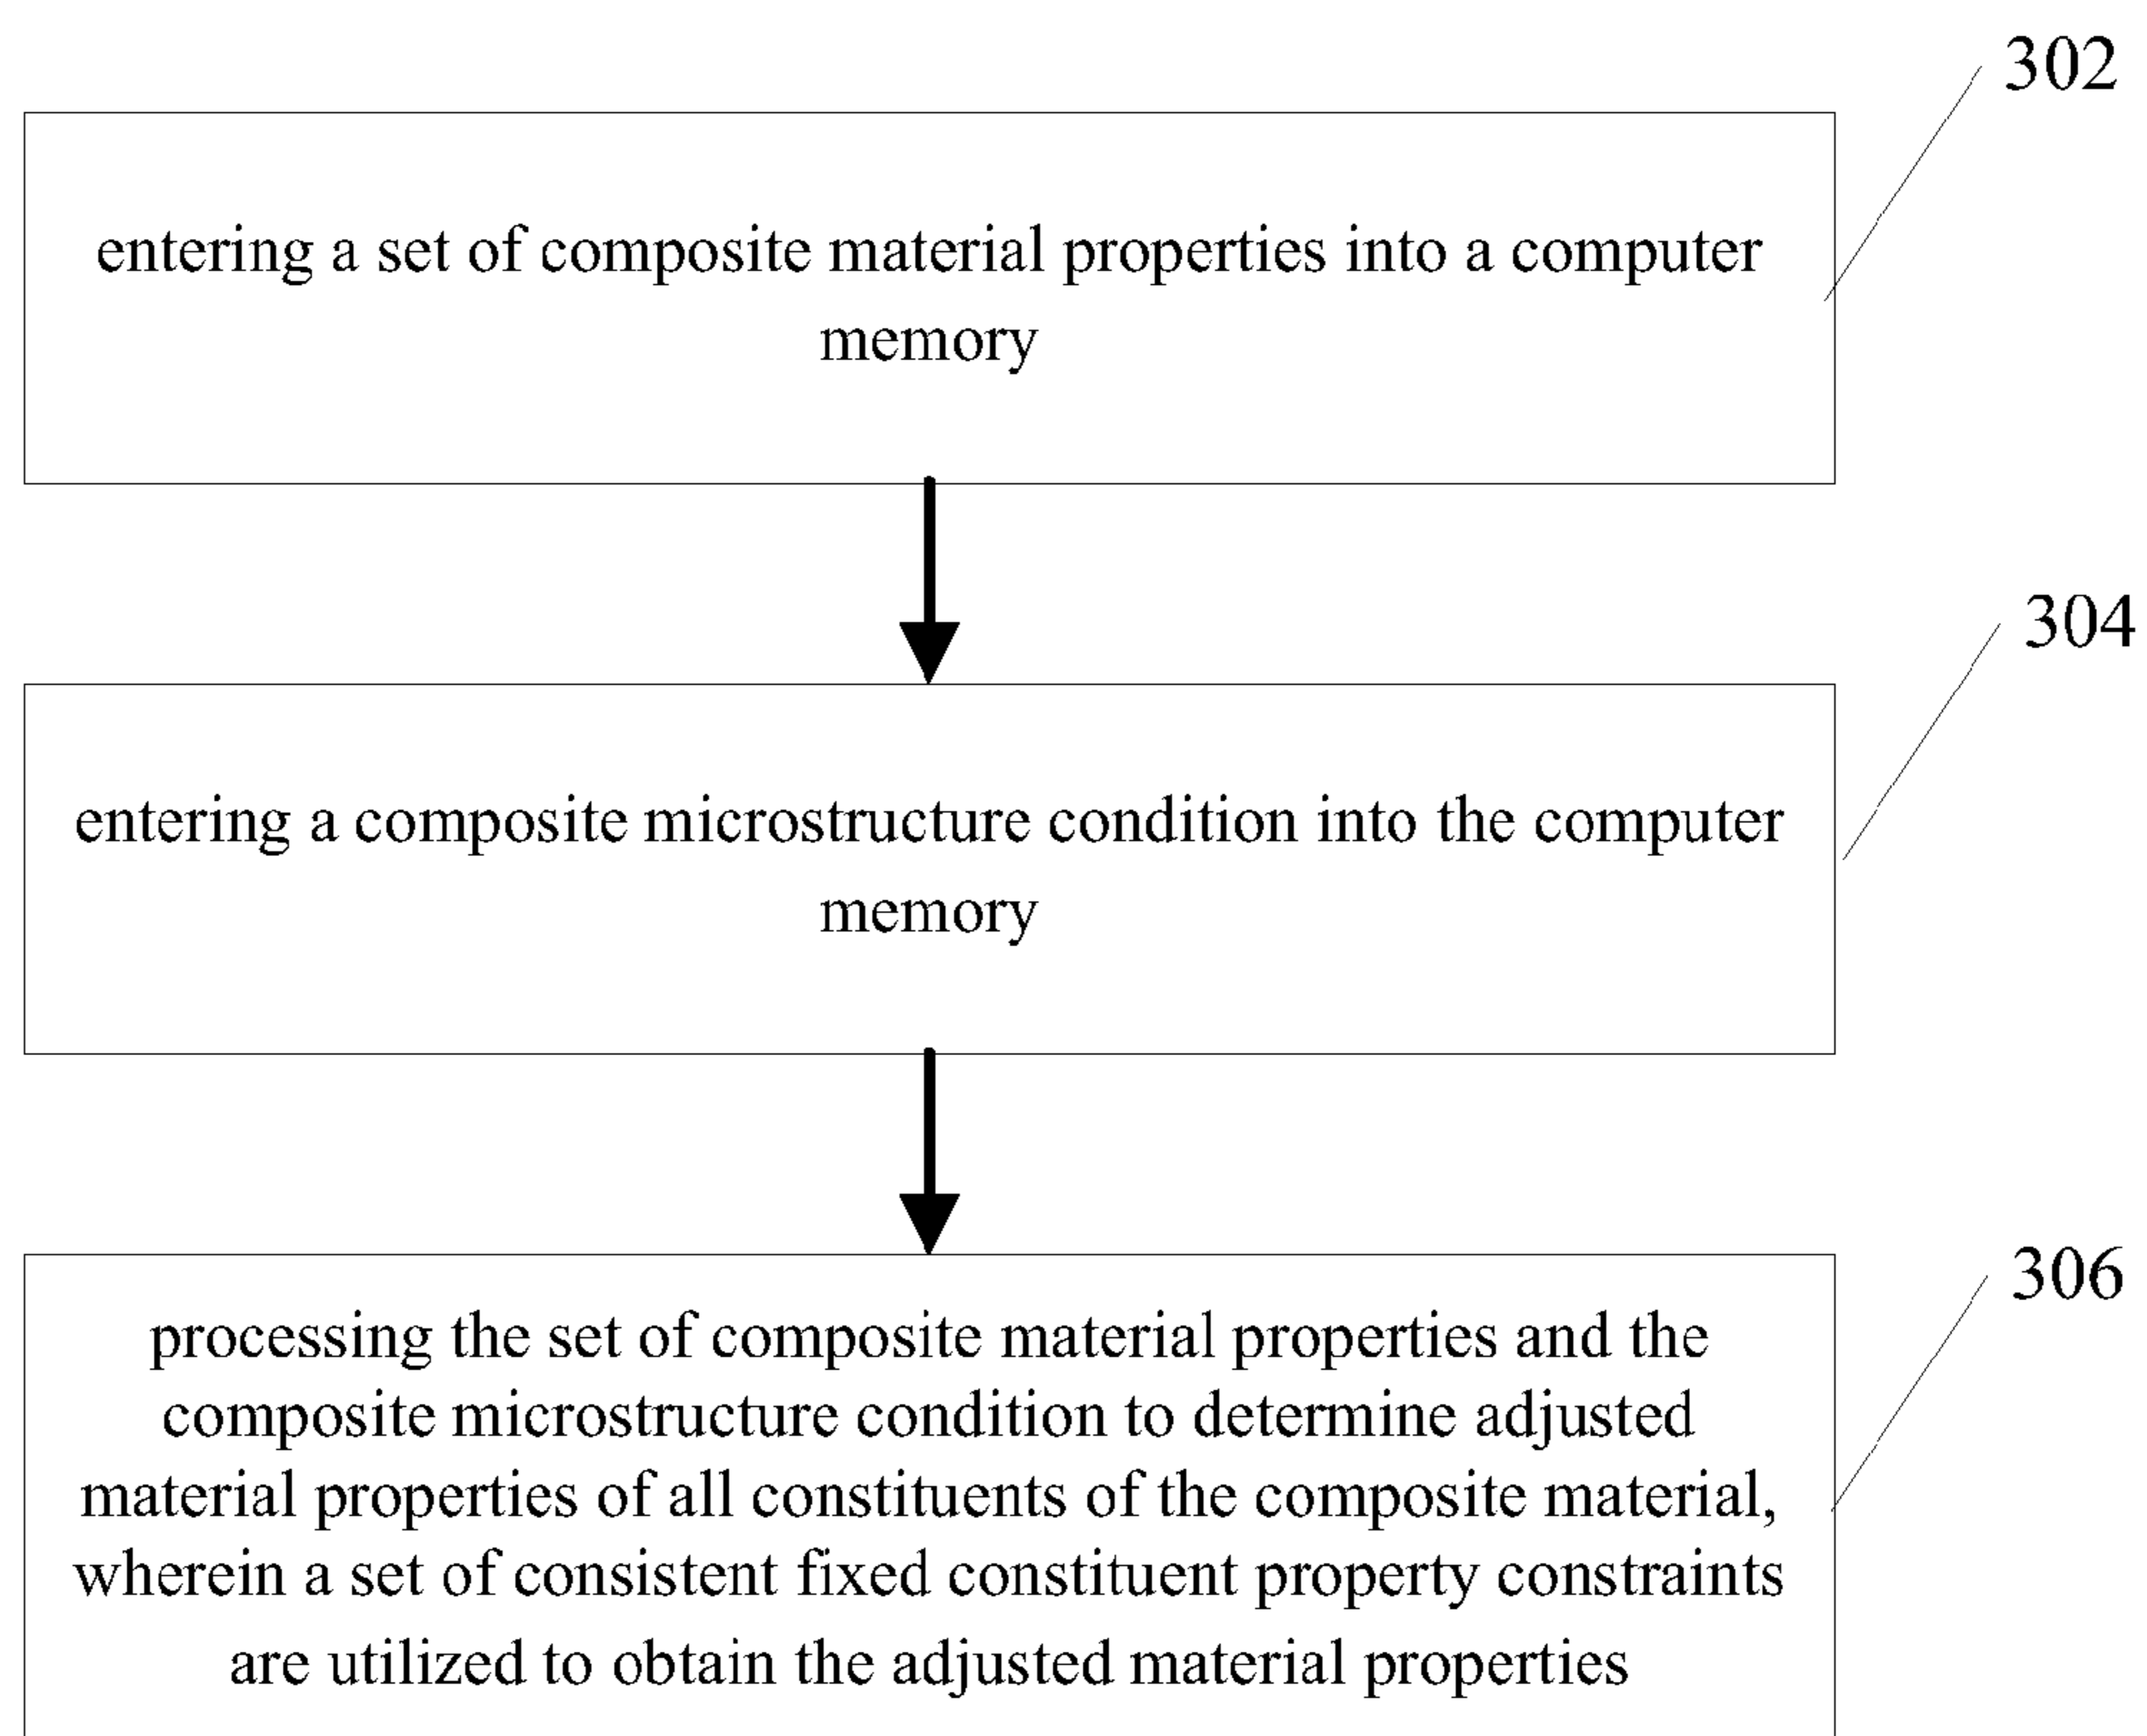 302
entering a set of composite material properties into a computer
memory
304
entering a composite microstructure condition into the computer
memory
306
processing the set of composite material properties and the
composite microstructure condition to determine adjusted
material properties of all constituents of the composite material,
wherein a set of consistent fixed constituent property constraints
are utilized to obtain the adjusted material properties